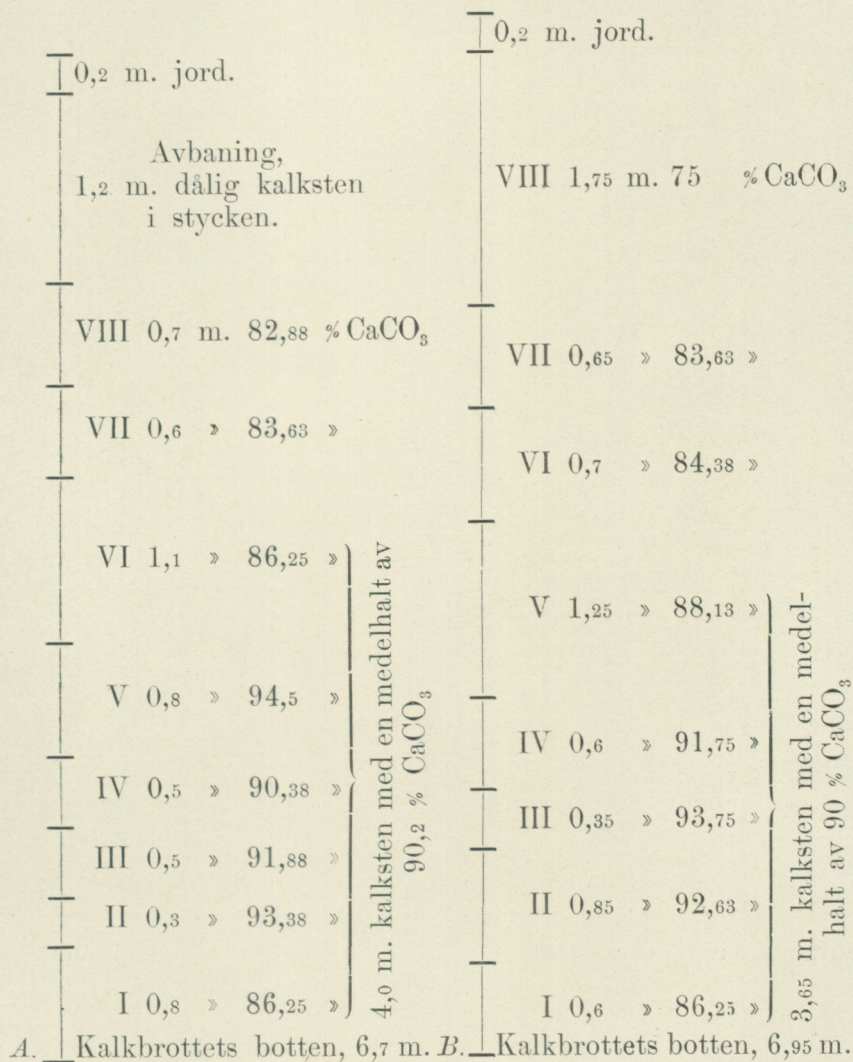 0,2 m. jord.
Avbaning,
1,2 m. dålig kalksten
i stycken.
VIII 0,7 m. 82,88 % CaCO₃
VII 0,6 » 83,63 »
VI 1,1 » 86,25 »
V 0,8 » 94,5 »
IV 0,5 » 90,38 »
III 0,5 » 91,88 »
II 0,3 » 93,38 »
I 0,8 » 86,25 »
4,0 m. kalksten med en medelhalt av
90,2 % CaCO₃
A. Kalkbrottets botten, 6,7 m.
0,2 m. jord.
VIII 1,75 m. 75 % CaCO₃
VII 0,65 » 83,63 »
VI 0,7 » 84,38 »
V 1,25 » 88,13 »
IV 0,6 » 91,75 »
III 0,35 » 93,75 »
II 0,85 » 92,63 »
I 0,6 » 86,25 »
3,65 m. kalksten med en medel-
halt av 90 % CaCO₃
B. Kalkbrottets botten, 6,95 m.